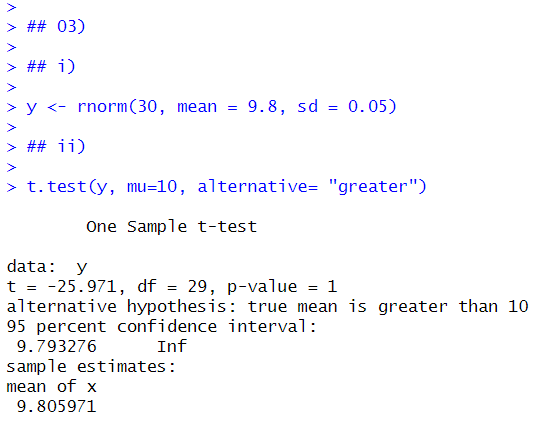 >
> ## 03)
>
> ## i)
>
> y <- rnorm(30, mean = 9.8, sd = 0.05)
>
> ## ii)
>
> t.test(y, mu=10, alternative= "greater")
One Sample t-test
data:  y
t = -25.971, df = 29, p-value = 1
alternative hypothesis: true mean is greater than 10
95 percent confidence interval:
9.793276      Inf
sample estimates:
mean of x
9.805971